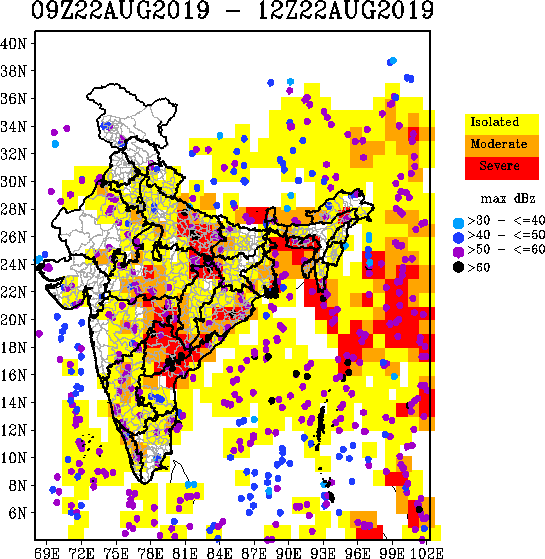 09Z22AUG2019 - 12Z22AUG2019
40N
38N
36N
34N
32N
30N
28N
26N
24N
22N
20N
18N
16N
14N
12N
10N
8N
6N
69E 72E 75E 78E 81E 84E 87E 90E 93E 96E 99E 102E
Isolated
Moderate
Severe
max dBz
>30 - <=40
>40 - <=50
>50 - <=60
>60